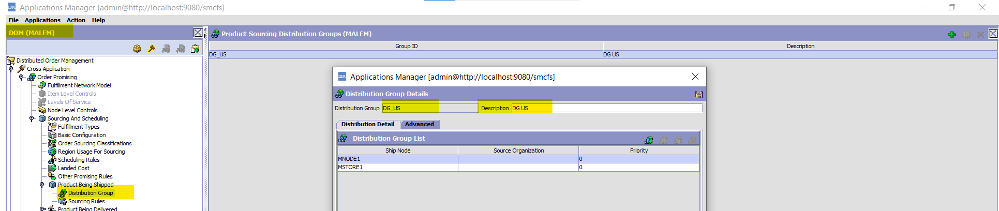 IBM Applications Manager [admin@http://localhost:9080/smcfs]
File Applications Action Help
DOM (MALEM)
Distributed Order Management
Cross Application
Order Promising
Fulfillment Network Model
Item Level Controls
Levels Of Service
Node Level Controls
Sourcing And Scheduling
Fulfillment Types
Basic Configuration
Order Sourcing Classifications
Region Usage For Sourcing
Scheduling Rules
Landed Cost
Other Promising Rules
Product Being Shipped
Distribution Group
Sourcing Rules
Product Being Delivered
Product Sourcing Distribution Groups (MALEM)
Group ID Description
DG_US DG US
IBM Applications Manager [admin@http://localhost:9080/smcfs]
Distribution Group Details
Distribution Group DG_US Description DG US
Distribution Detail Advanced
Distribution Group List
Ship Node Source Organization Priority
MNODE1 0
MSTORE1 0